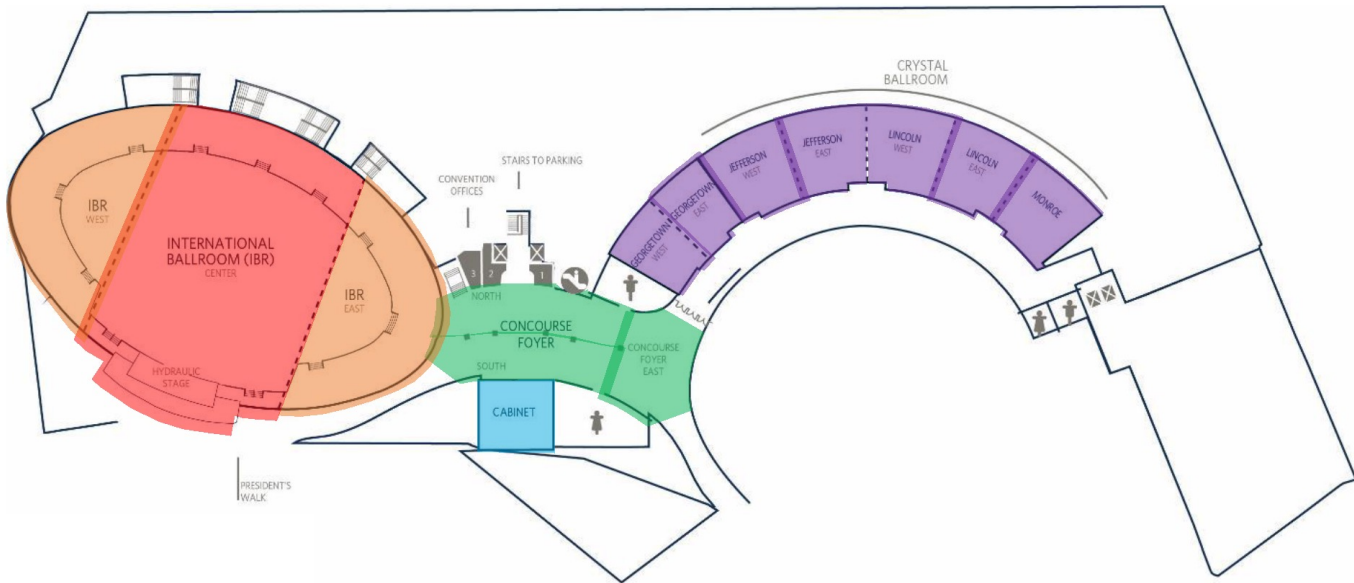 CRYSTAL
BALLROOM
STAIRS TO PARKING
CONVENTION
OFFICES
IBR
WEST
INTERNATIONAL
BALLROOM (IBR)
CENTER
IBR
EAST
HYDRAULIC
STAGE
PRESIDENT'S
WALK
3
2
1
NORTH
CONCOURSE
FOYER
SOUTH
CONCOURSE
FOYER
EAST
CABINET
GEORGETOWN
WEST
GEORGETOWN
EAST
JEFFERSON
WEST
JEFFERSON
EAST
LINCOLN
WEST
LINCOLN
EAST
MONROE